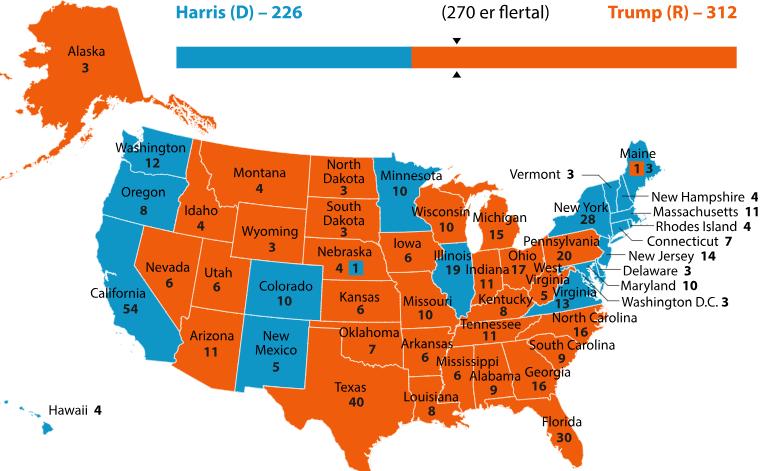 Harris (D) – 226
(270 er flertal)
Trump (R) – 312
Alaska
3
Washington
12
Oregon
8
California
54
Nevada
6
Idaho
4
Montana
4
Wyoming
3
Utah
6
Arizona
11
Colorado
10
New
Mexico
5
North
Dakota
3
South
Dakota
3
Nebraska
4 1
Kansas
6
Oklahoma
7
Texas
40
Minnesota
10
Iowa
6
Missouri
10
Arkansas
6
Louisiana
8
Wisconsin
10
Illinois
19
Michigan
15
Indiana
11
Ohio
17
Kentucky
8
Tennessee
11
Mississippi
6
Alabama
9
Georgia
16
Florida
30
South Carolina
9
North Carolina
16
Virginia
13
West
Virginia
5
Pennsylvania
20
New York
28
Maine
1 3
Vermont 3
New Hampshire 4
Massachusetts 11
Rhodes Island 4
Connecticut 7
New Jersey 14
Delaware 3
Maryland 10
Washington D.C. 3
Hawaii 4